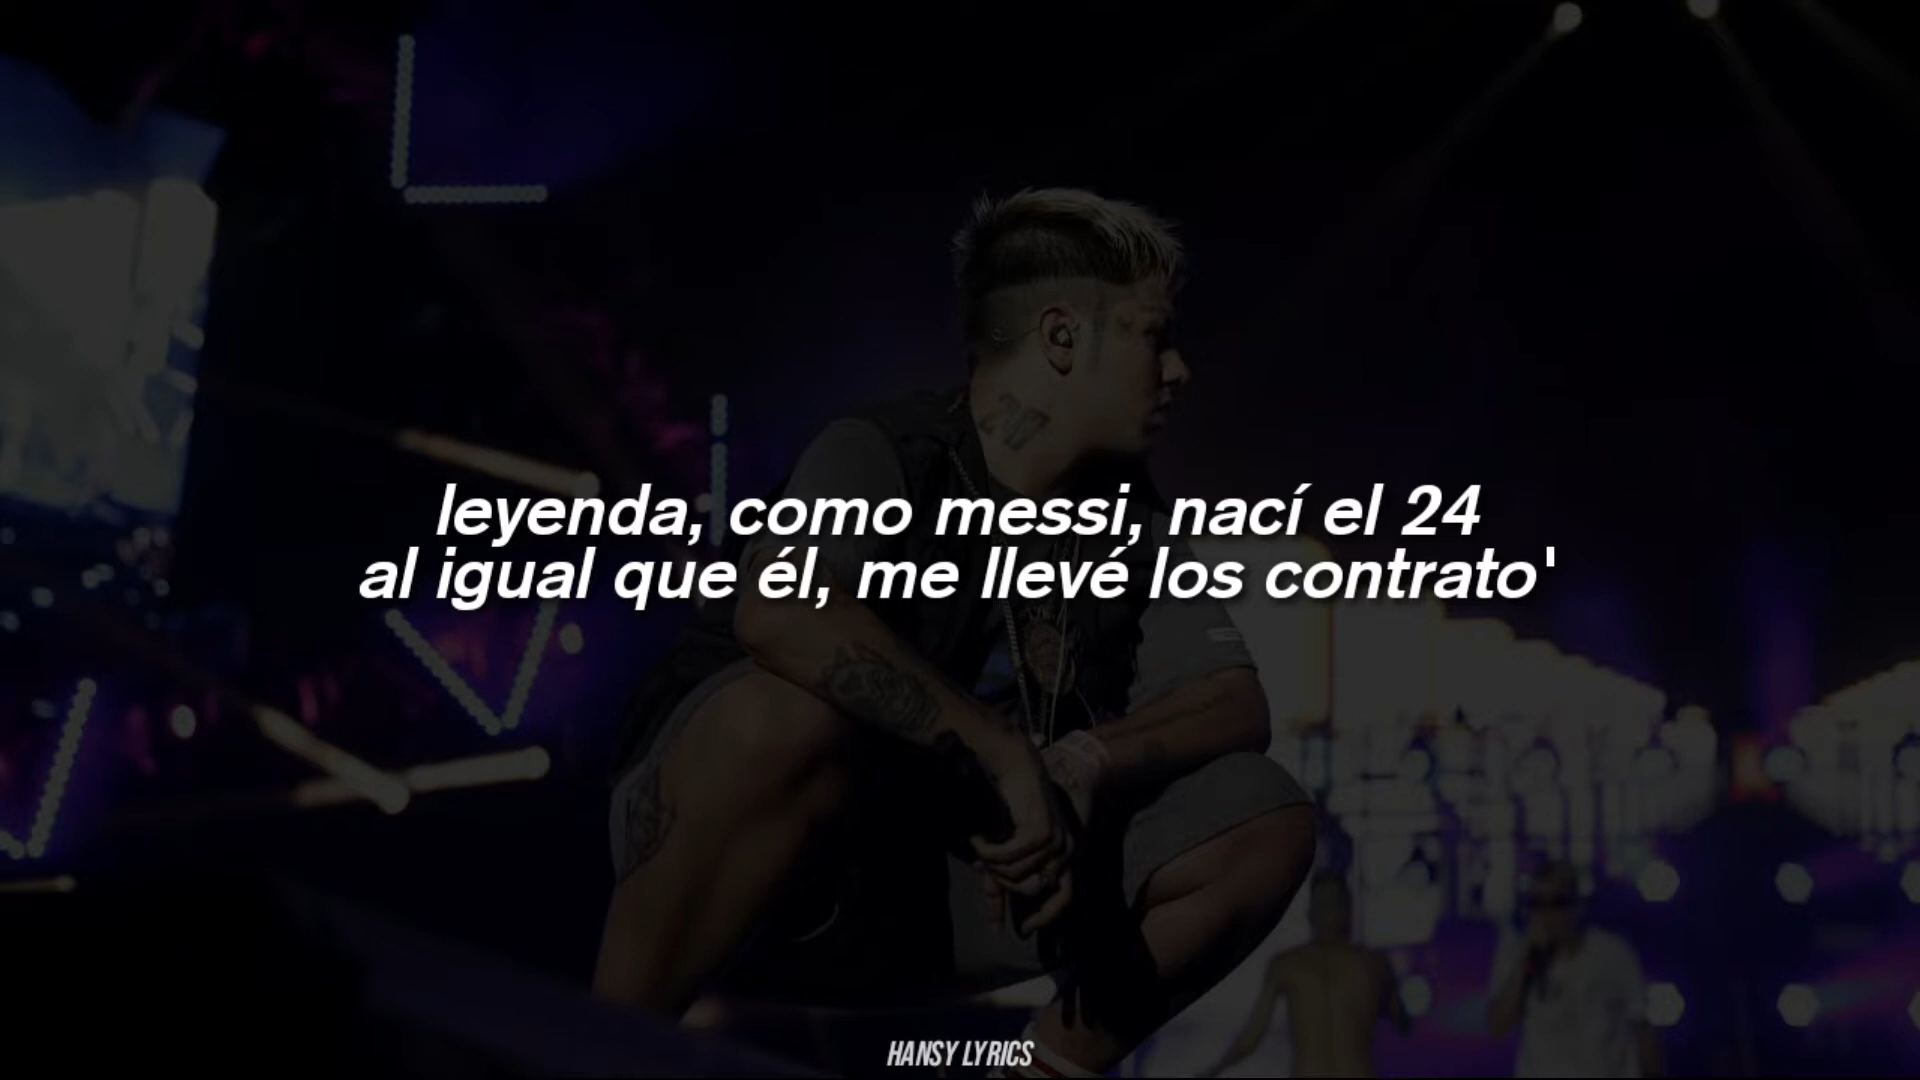 leyenda, como messi, nací el 24
al igual que él, me llevé los contrato'
HANSY LYRICS